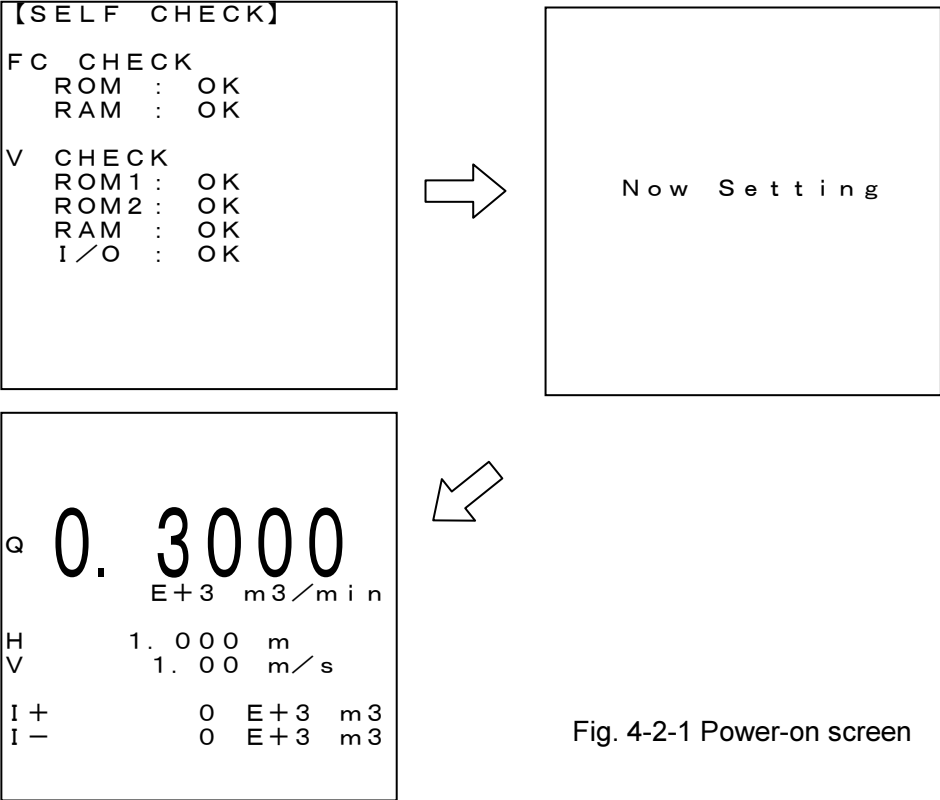 【SELF CHECK】
FC CHECK
ROM : OK
RAM : OK
V CHECK
ROM1: OK
ROM2: OK
RAM : OK
I/O : OK
Now Setting
Q 0. 3000
E+3 m3/min
H 1. 000 m
V 1. 00 m/s
I+ 0 E+3 m3
I- 0 E+3 m3
Fig. 4-2-1 Power-on screen